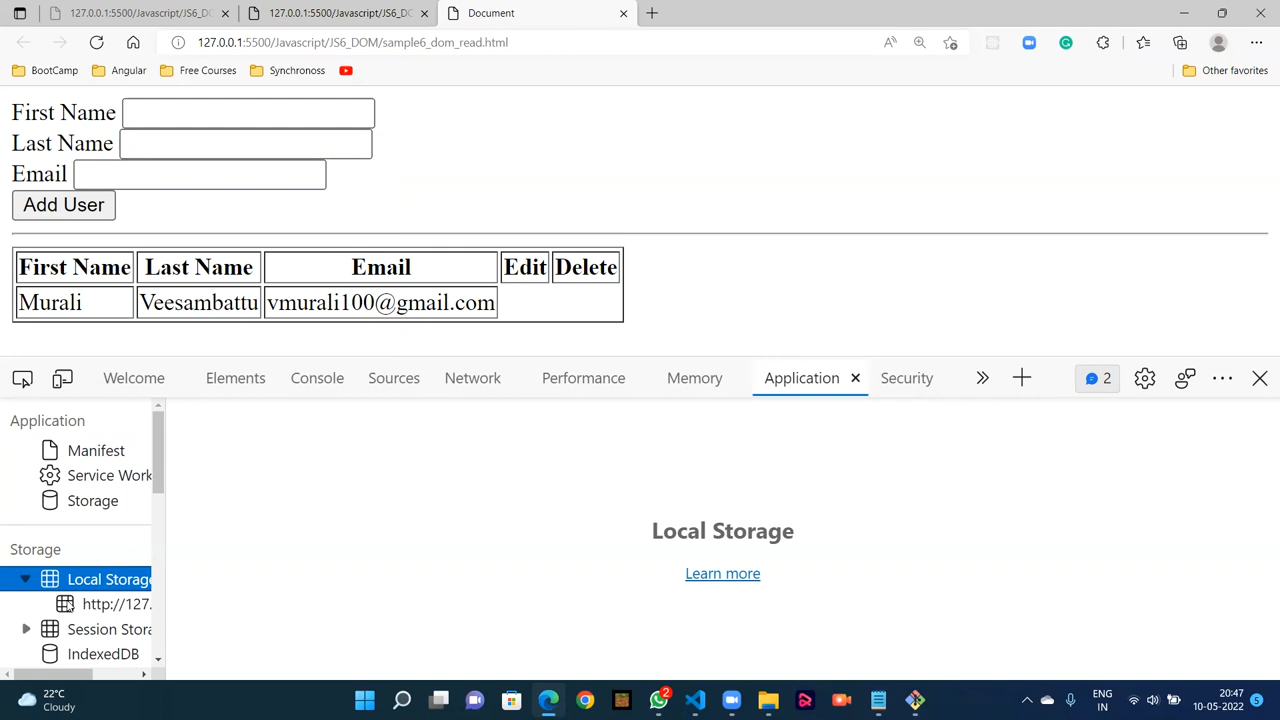 127.0.0.1:5500/Javascript/JS6_DC
127.0.0.1:5500/Javascript/JS6_DC
Document
127.0.0.1:5500/Javascript/JS6_DOM/sample6_dom_read.html
BootCamp
Angular
Free Courses
Synchronoss
Other favorites
First Name
Last Name
Email
Add User
First Name Last Name Email Edit Delete
Murali Veesambattu vmurali100@gmail.com
Welcome Elements Console Sources Network Performance Memory Application Security 2
Application
Manifest
Service Work
Storage
Storage
Local Storage
http://127.
Session Stora
IndexedDB
Local Storage
Learn more
22°C
Cloudy
2
ENG
IN
20:47
10-05-2022
5